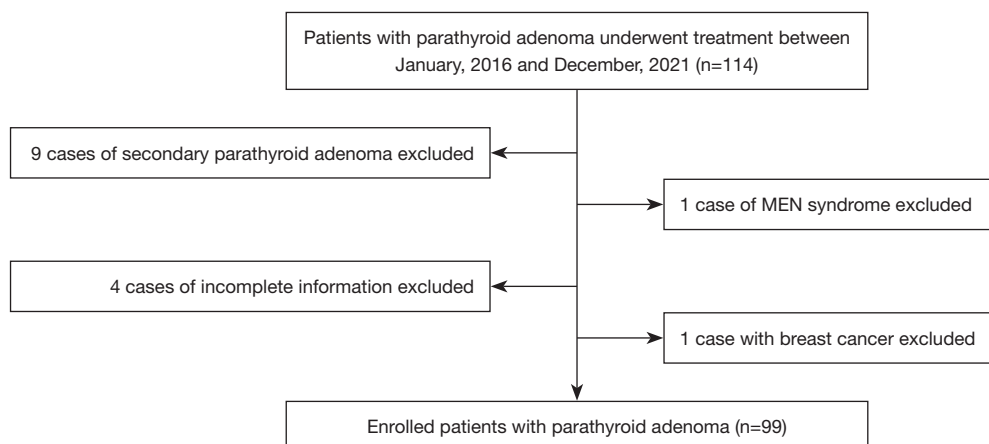 Patients with parathyroid adenoma underwent treatment between
January, 2016 and December, 2021 (n=114)
9 cases of secondary parathyroid adenoma excluded
1 case of MEN syndrome excluded
4 cases of incomplete information excluded
1 case with breast cancer excluded
Enrolled patients with parathyroid adenoma (n=99)